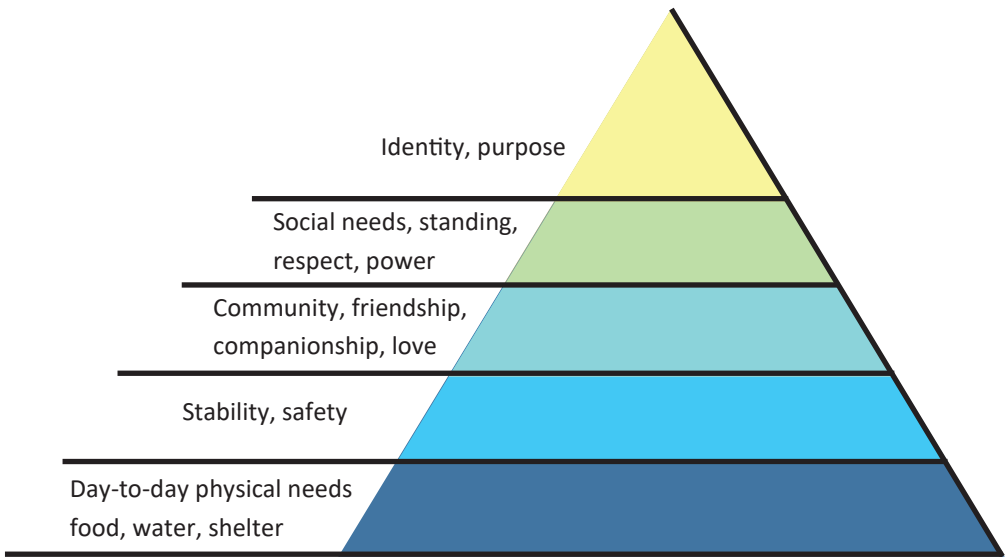 Identity, purpose
Social needs, standing,
respect, power
Community, friendship,
companionship, love
Stability, safety
Day-to-day physical needs
food, water, shelter